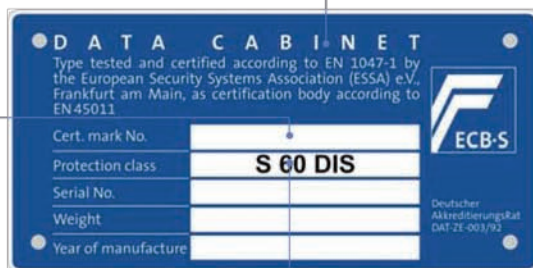 DATA CABINET
Type tested and certified according to EN 1047-1 by
the European Security Systems Association (ESSA) e.V.,
Frankfurt am Main, as certification body according to
EN 45011
ECB·S
Cert. mark No.
Protection class S 60 DIS
Serial No.
Weight
Year of manufacture
Deutscher
AkkreditierungsRat
DAT-ZE-003/92